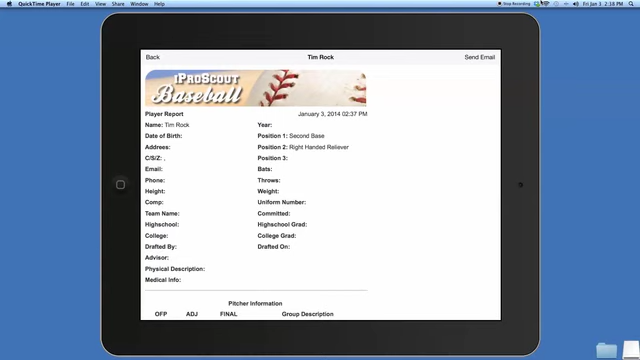 QuickTime Player File Edit View Share Window Help Stop Recording Fri Jan 3 2:38 PM
Back Tim Rock Send Email
iProScout
Baseball
Player Report January 3, 2014 02:37 PM
Name: Tim Rock Year:
Date of Birth: Position 1: Second Base
Address: Position 2: Right Handed Reliever
C/S/Z: , Position 3:
Email: Bats:
Phone: Throws:
Height: Weight:
Comp: Uniform Number:
Team Name: Committed:
Highschool: Highschool Grad:
College: College Grad:
Drafted By: Drafted On:
Advisor:
Physical Description:
Medical Info:
Pitcher Information
OFP ADJ FINAL Group Description